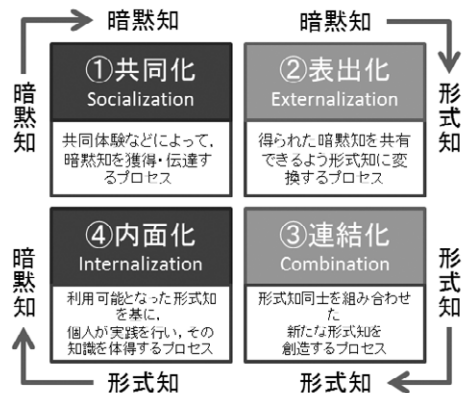 暗黙知
暗黙知
暗黙知
①共同化
Socialization
共同体験などによって,
暗黙知を獲得・伝達す
るプロセス
②表出化
Externalization
得られた暗黙知を共有
できるよう形式知に変
換するプロセス
形式知
暗黙知
④内面化
Internalization
利用可能となった形式知
を基に,
個人が実践を行い,その
知識を体得するプロセス
③連結化
Combination
形式知同士を組み合わせ
た
新たな形式知を
創造するプロセス
形式知
形式知
形式知